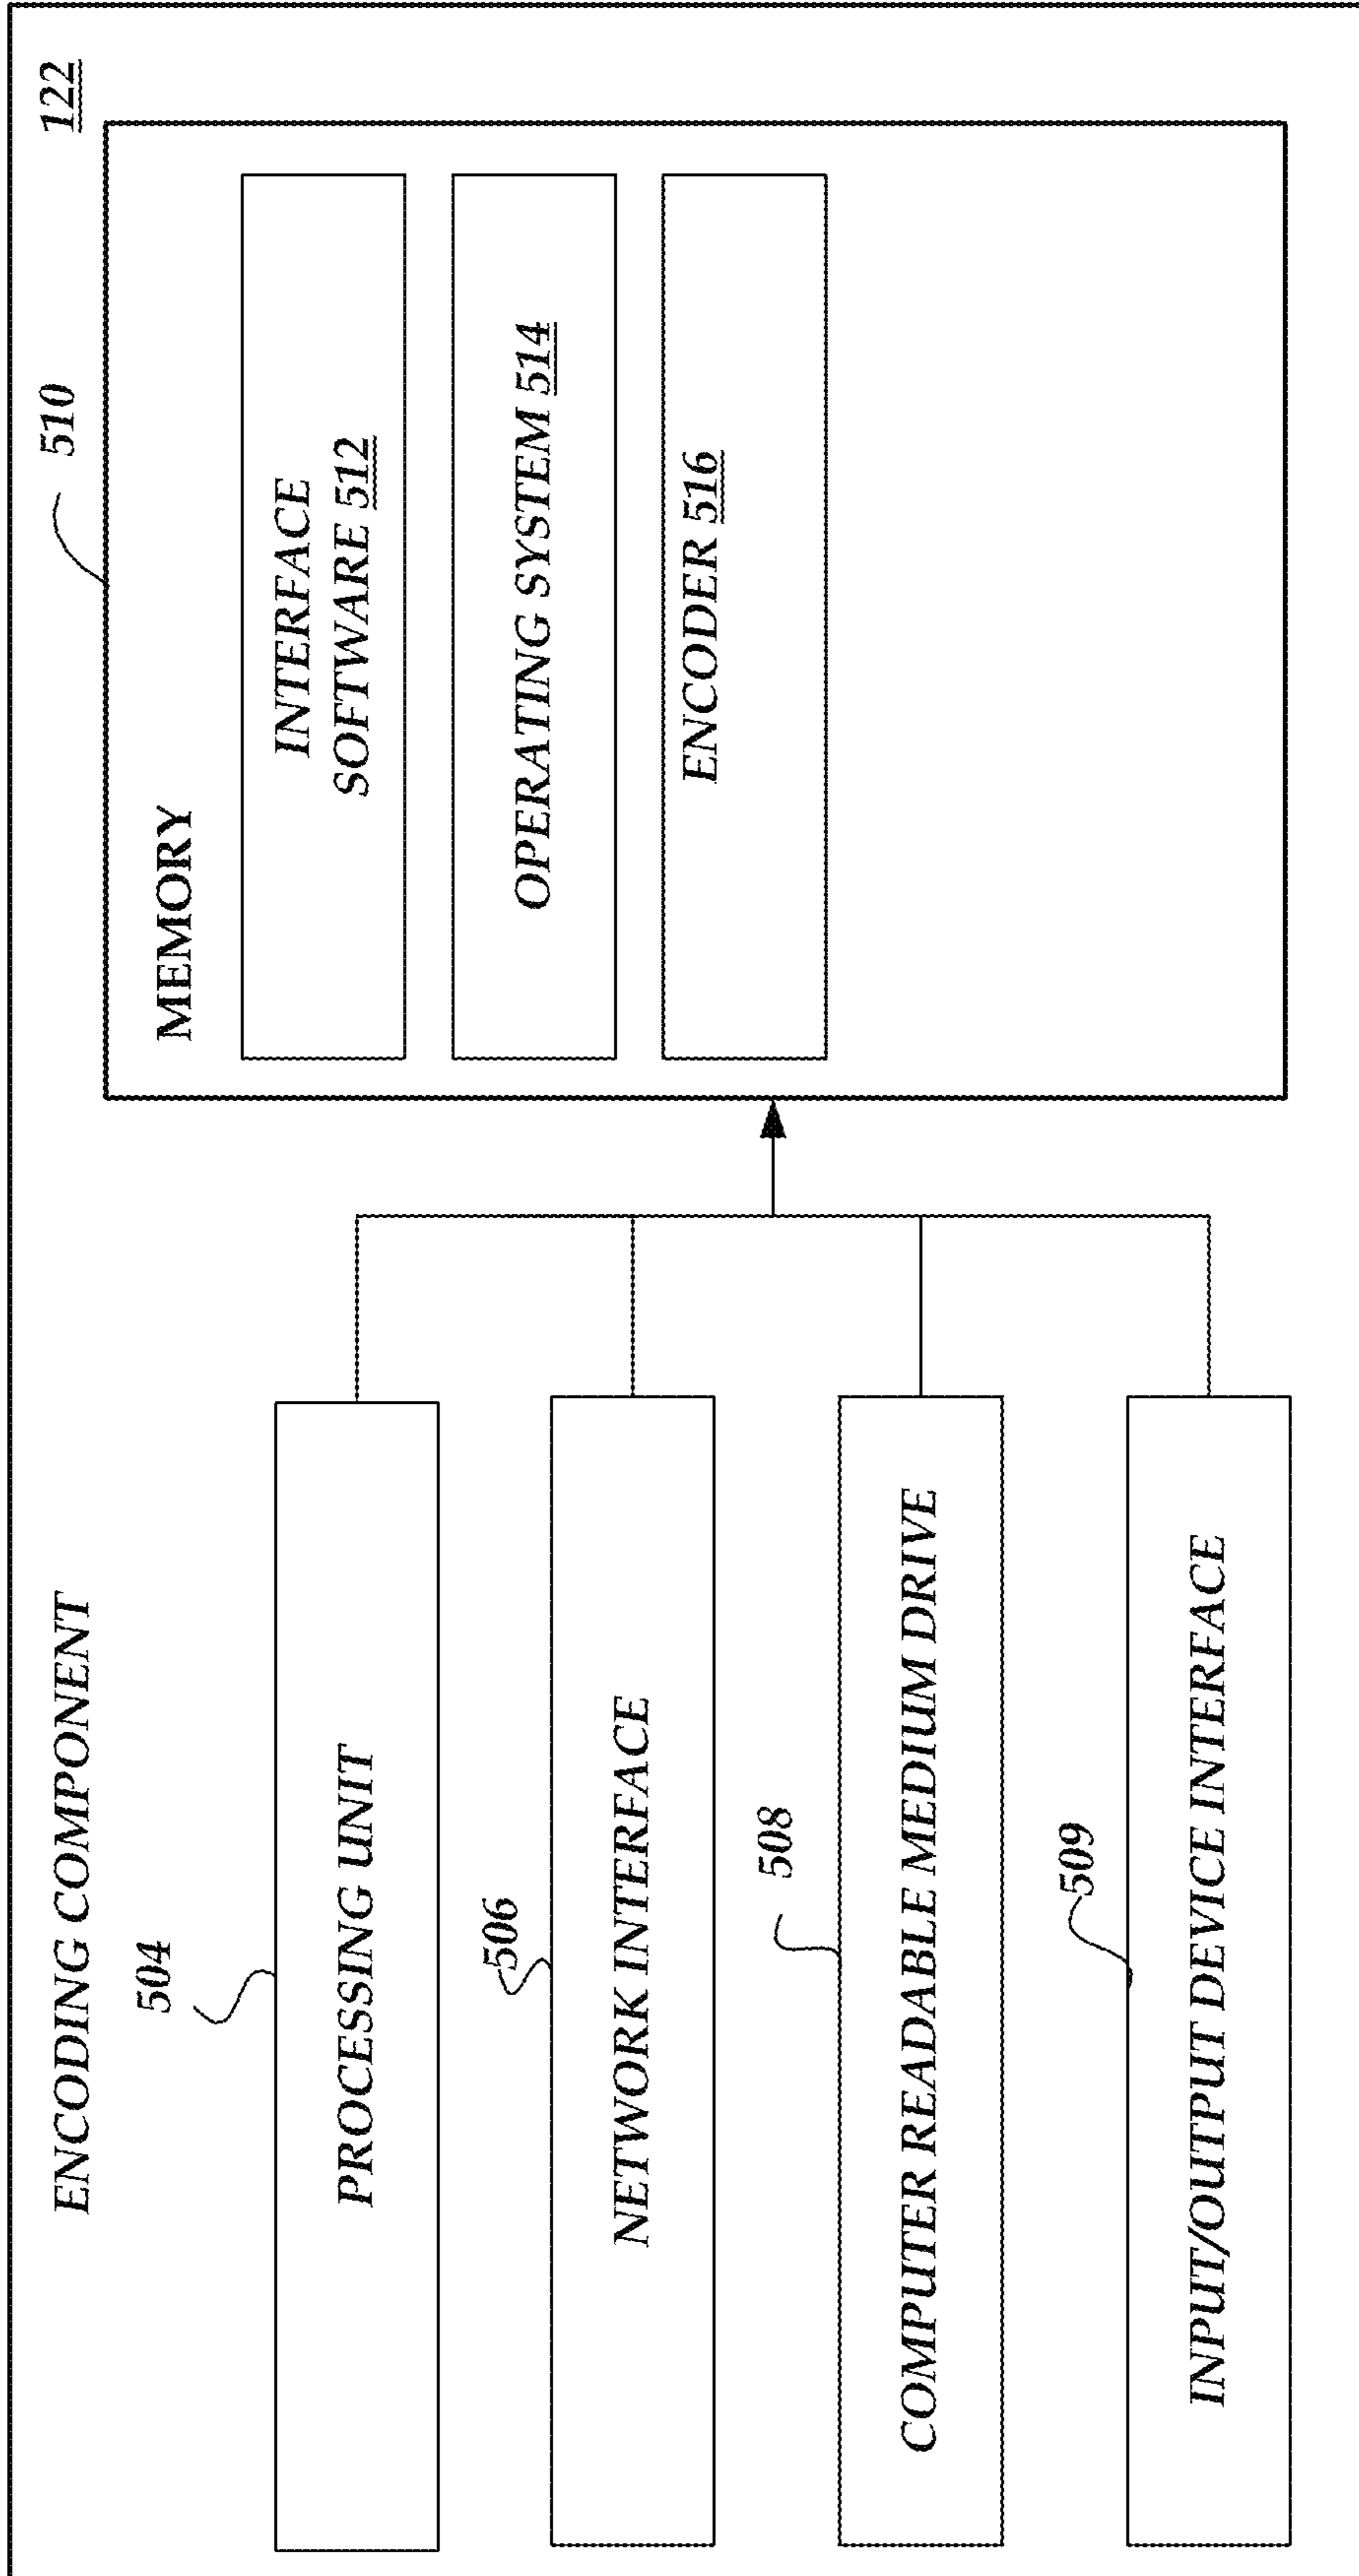 ENCODING COMPONENT
122
504
PROCESSING UNIT
506
NETWORK INTERFACE
508
COMPUTER READABLE MEDIUM DRIVE
509
INPUT/OUTPUT DEVICE INTERFACE
510
MEMORY
INTERFACE
SOFTWARE 512
OPERATING SYSTEM 514
ENCODER 516